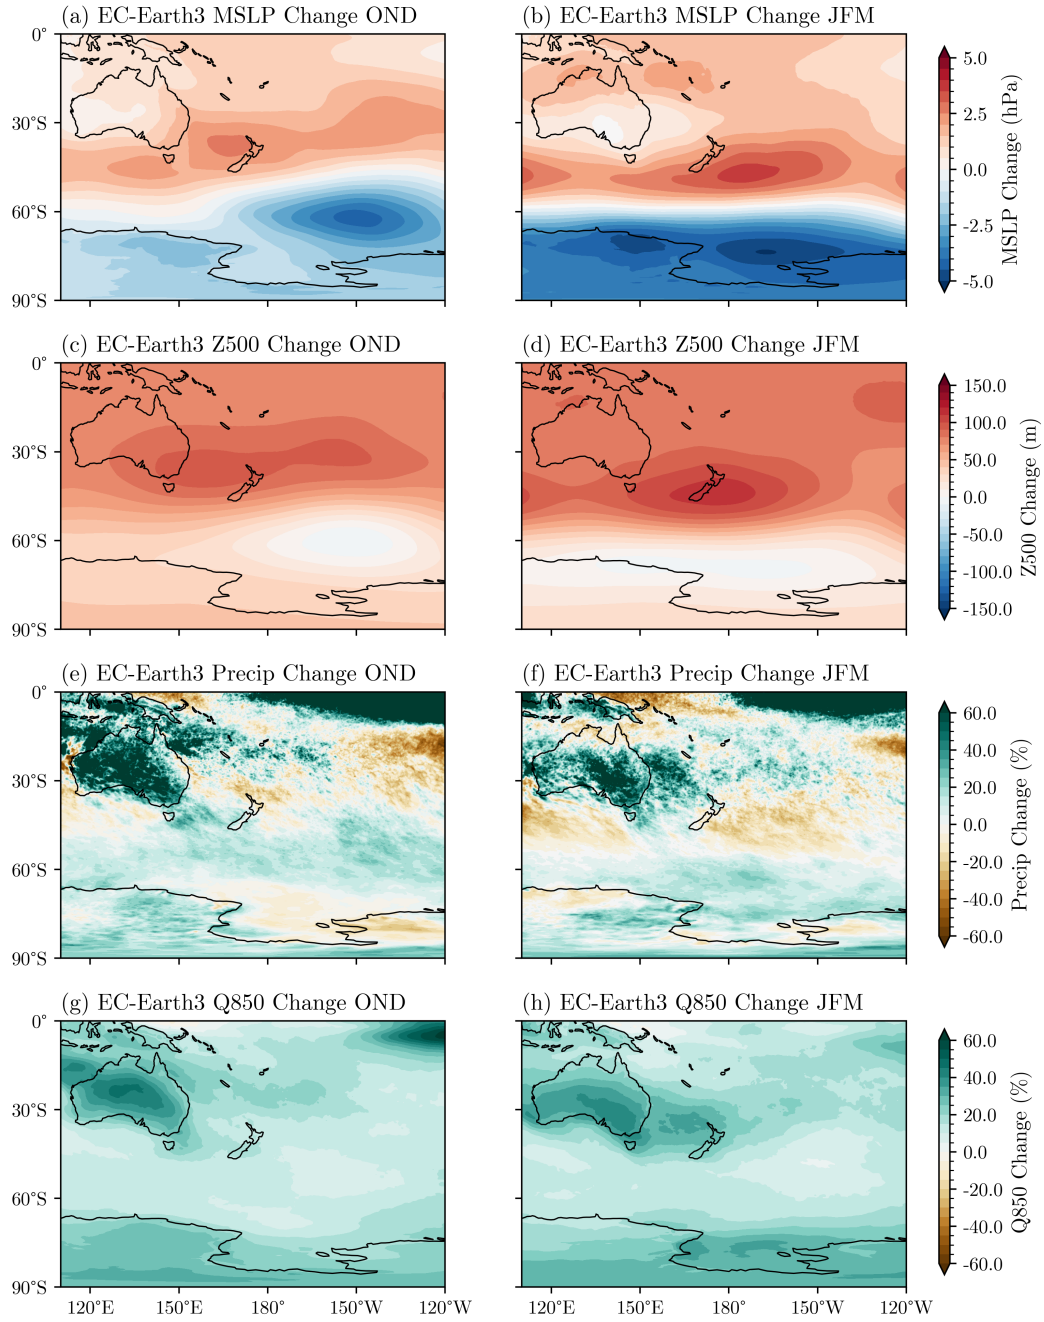 (a) EC-Earth3 MSLP Change OND
(b) EC-Earth3 MSLP Change JFM
0°
30°S
60°S
90°S
5.0
2.5
0.0
-2.5
-5.0
MSLP Change (hPa)
(c) EC-Earth3 Z500 Change OND
(d) EC-Earth3 Z500 Change JFM
0°
30°S
60°S
90°S
150.0
100.0
50.0
0.0
-50.0
-100.0
-150.0
Z500 Change (m)
(e) EC-Earth3 Precip Change OND
(f) EC-Earth3 Precip Change JFM
0°
30°S
60°S
90°S
60.0
40.0
20.0
0.0
-20.0
-40.0
-60.0
Precip Change (%)
(g) EC-Earth3 Q850 Change OND
(h) EC-Earth3 Q850 Change JFM
0°
30°S
60°S
90°S
60.0
40.0
20.0
0.0
-20.0
-40.0
-60.0
Q850 Change (%)
120°E 150°E 180° 150°W 120°W
120°E 150°E 180° 150°W 120°W